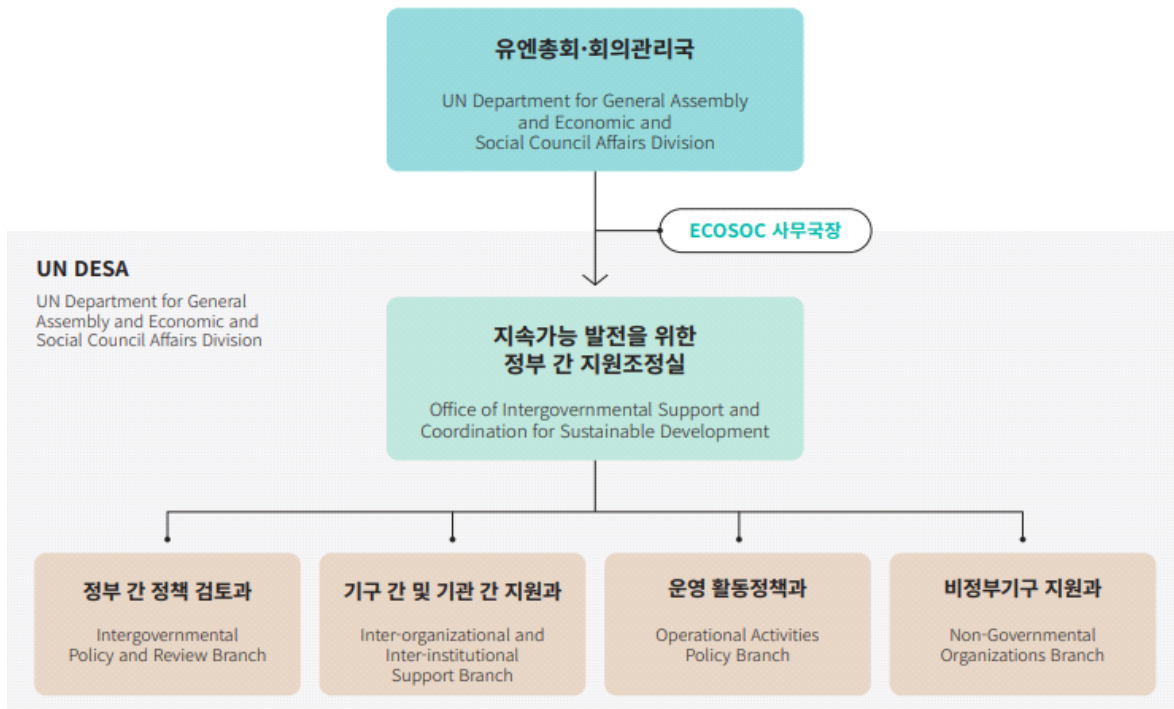 유엔총회·회의관리국
UN Department for General Assembly
and Economic and
Social Council Affairs Division
ECOSOC 사무국장
UN DESA
UN Department for General
Assembly and Economic and
Social Council Affairs Division
지속가능 발전을 위한
정부 간 지원조정실
Office of Intergovernmental Support and
Coordination for Sustainable Development
정부 간 정책 검토과
Intergovernmental
Policy and Review Branch
기구 간 및 기관 간 지원과
Inter-organizational and
Inter-institutional
Support Branch
운영 활동정책과
Operational Activities
Policy Branch
비정부기구 지원과
Non-Governmental
Organizations Branch